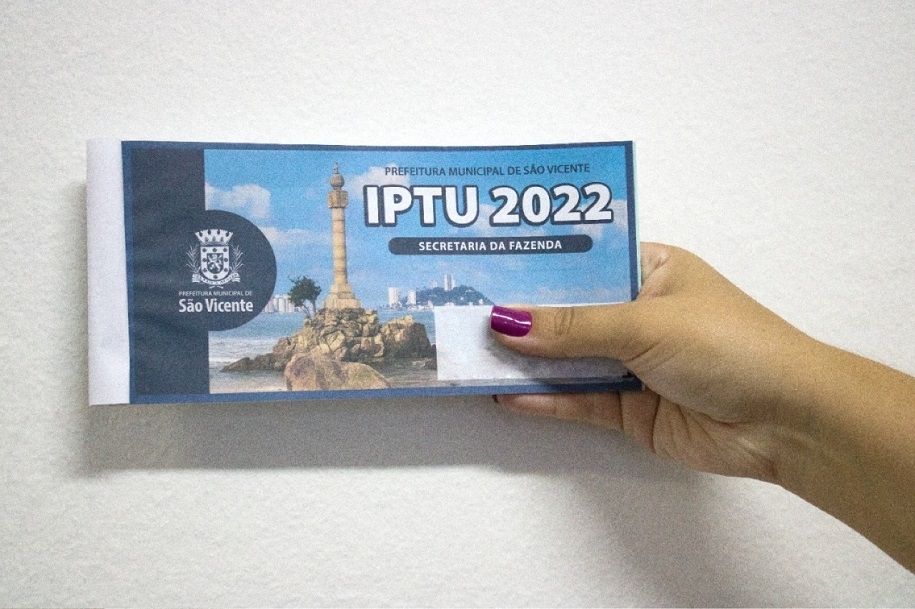 PREFEITURA MUNICIPAL DE SÃO VICENTE
IPTU 2022
SECRETARIA DA FAZENDA
PREFEITURA MUNICIPAL DE
São Vicente